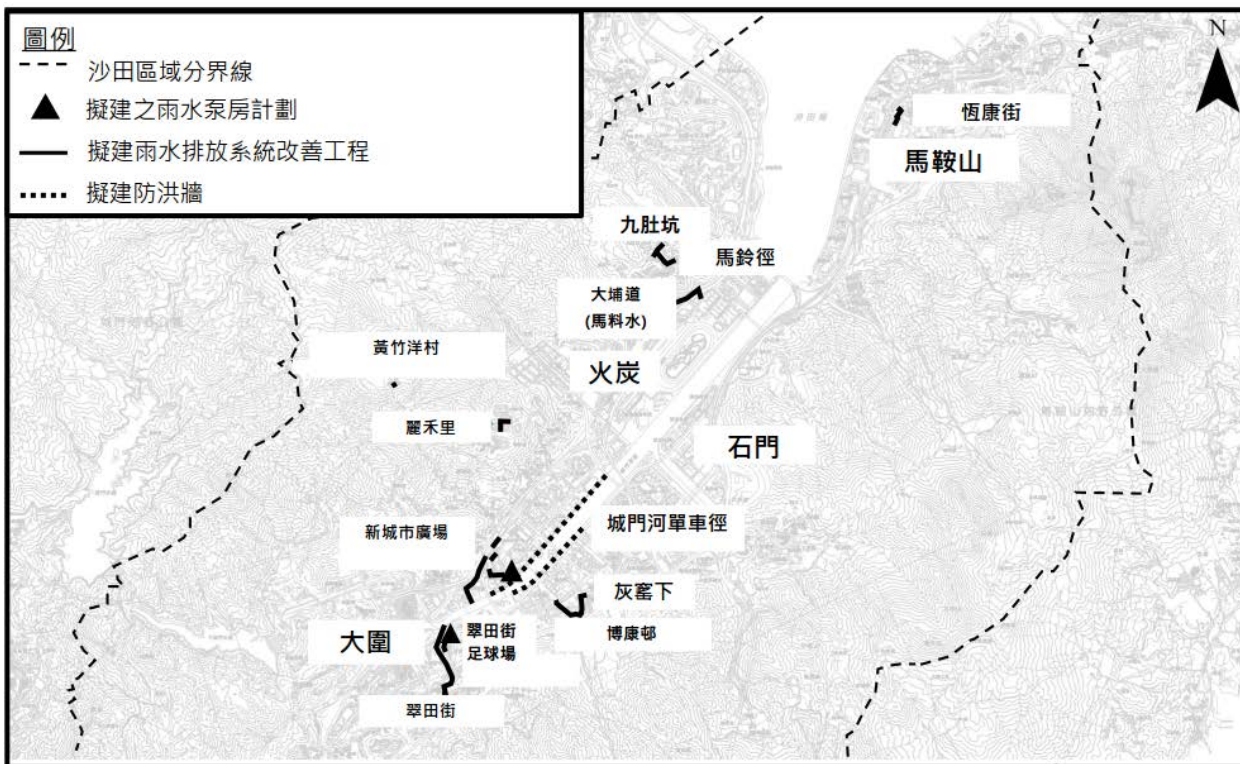 圖例
沙田區域分界線
擬建之雨水泵房計劃
擬建雨水排放系統改善工程
擬建防洪牆
N
恆康街
馬鞍山
九肚坑
馬鈴徑
大埔道
(馬料水)
黃竹洋村
火炭
麗禾里
石門
新城市廣場
城門河單車徑
灰窰下
博康邨
大圍
翠田街
足球場
翠田街